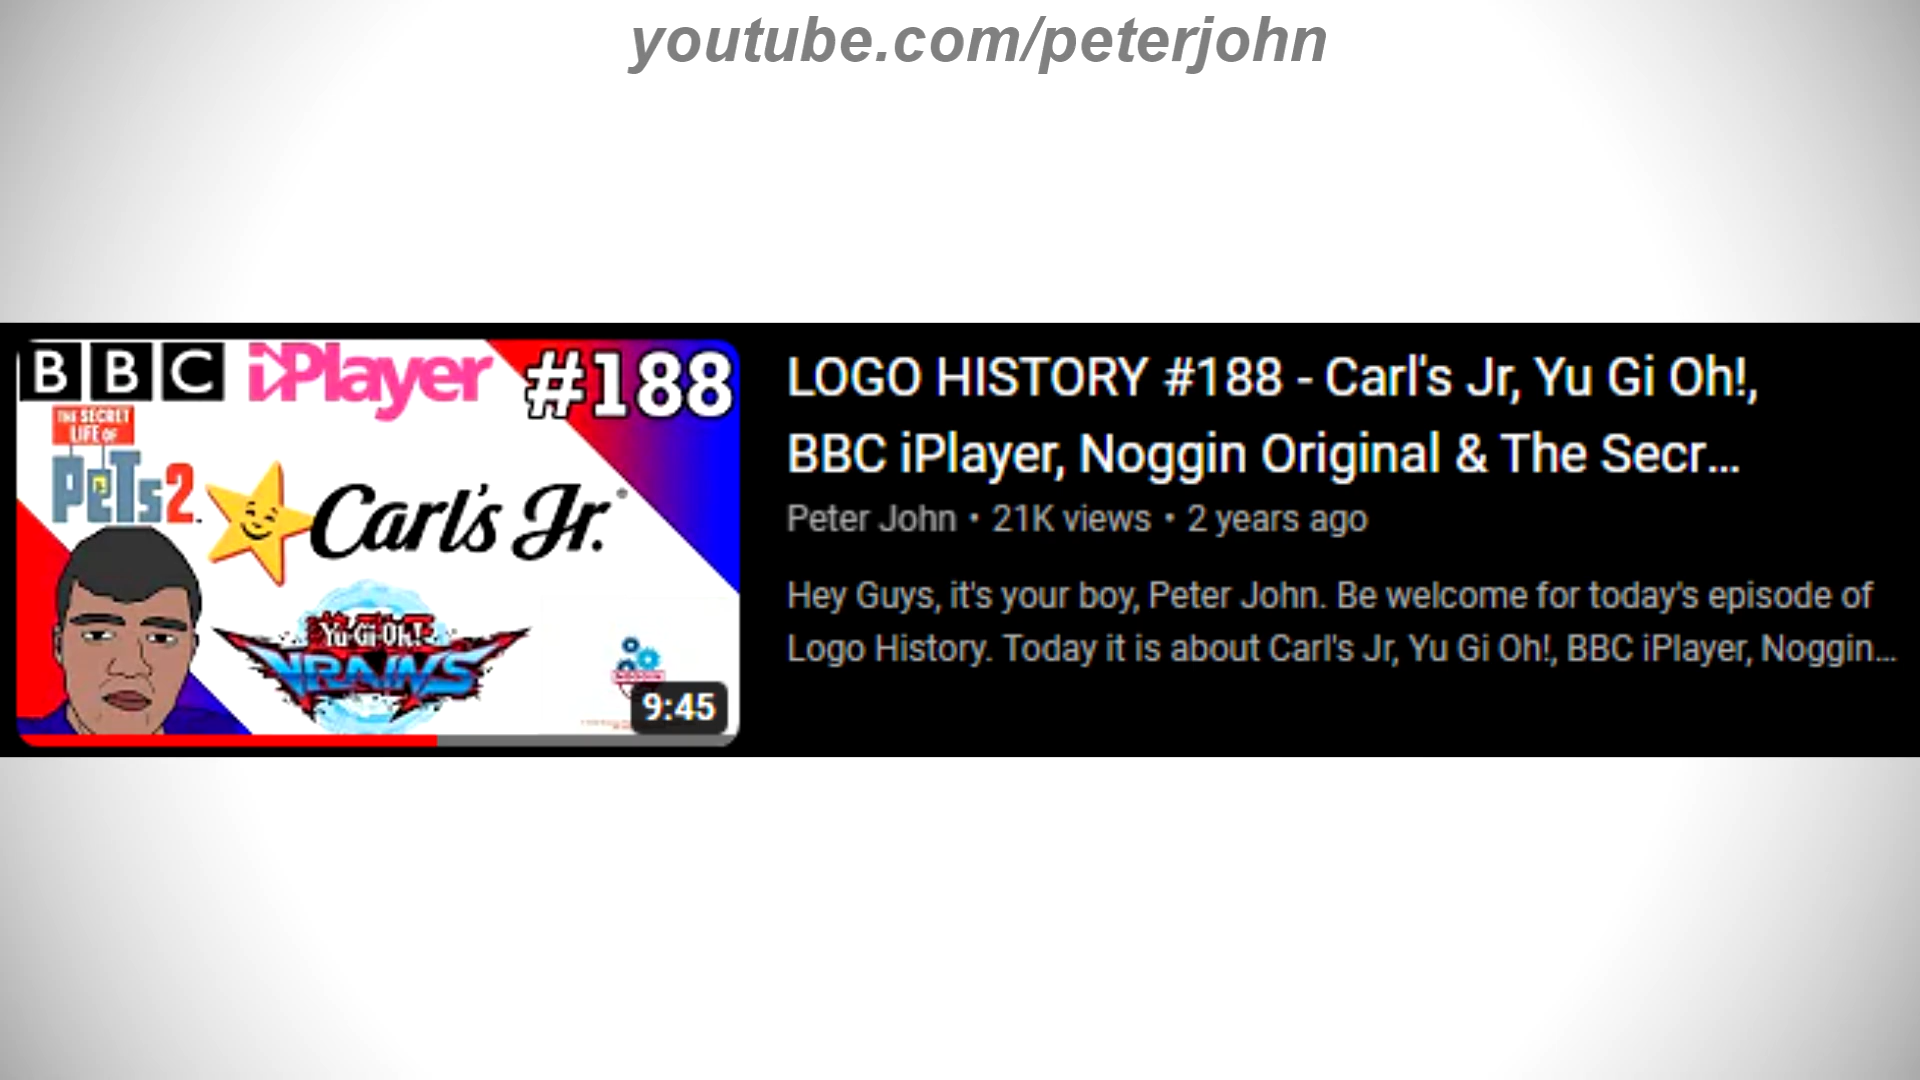 youtube.com/peterjohn
BBC iPlayer
#188
THE SECRET
LIFE OF
PeTs2
Carl's Jr.®
Yu-Gi-Oh!
VRAINS
9:45
LOGO HISTORY #188 - Carl's Jr, Yu Gi Oh!,
BBC iPlayer, Noggin Original & The Secr...
Peter John • 21K views • 2 years ago
Hey Guys, it's your boy, Peter John. Be welcome for today's episode of
Logo History. Today it is about Carl's Jr, Yu Gi Oh!, BBC iPlayer, Noggin...